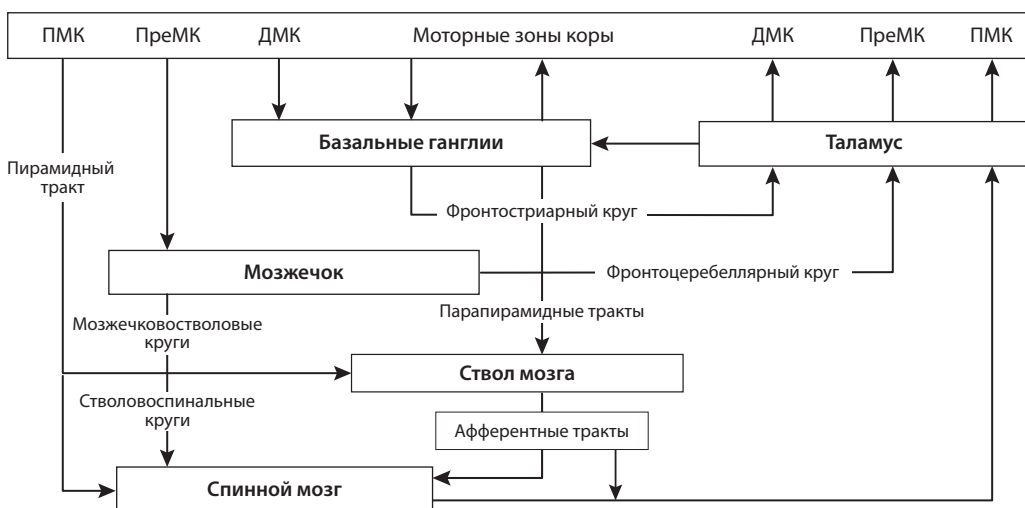 ПМК ПреМК ДМК Моторные зоны коры ДМК ПреМК ПМК
Базальные ганглии
Таламус
Пирамидный
тракт
Фронтостриарный круг
Мозжечок
Фронтоцеребеллярный круг
Парапирамидные тракты
Мозжечковостволовые
круги
Ствол мозга
Стволовоспинальные
круги
Афферентные тракты
Спинной мозг